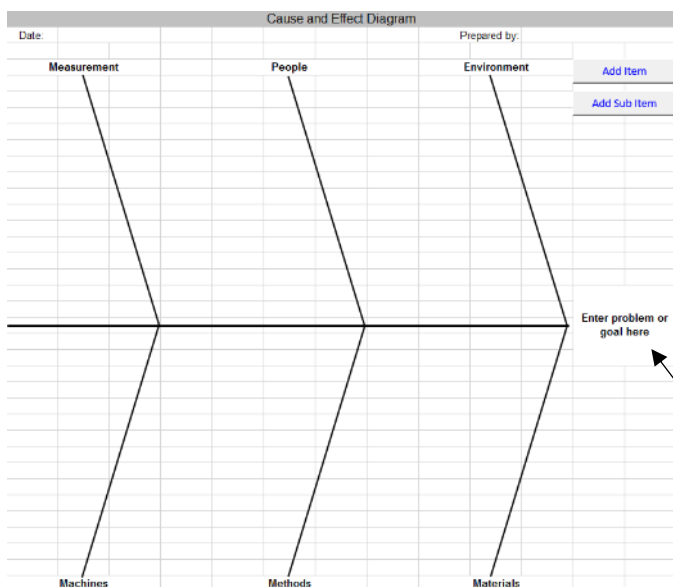 Cause and Effect Diagram
Date:
Prepared by:
Measurement
People
Environment
Add Item
Add Sub Item
Enter problem or
goal here
Machines
Methods
Materials